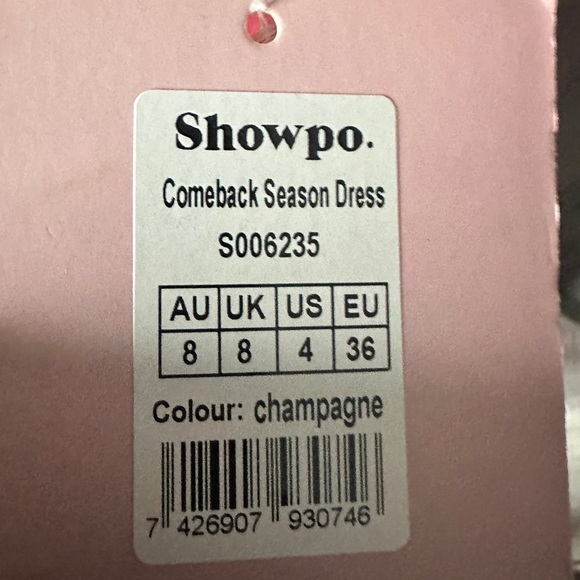 Showpo.
Comeback Season Dress
S006235
AU UK US EU
8 8 4 36
Colour: champagne
7 426907 930746